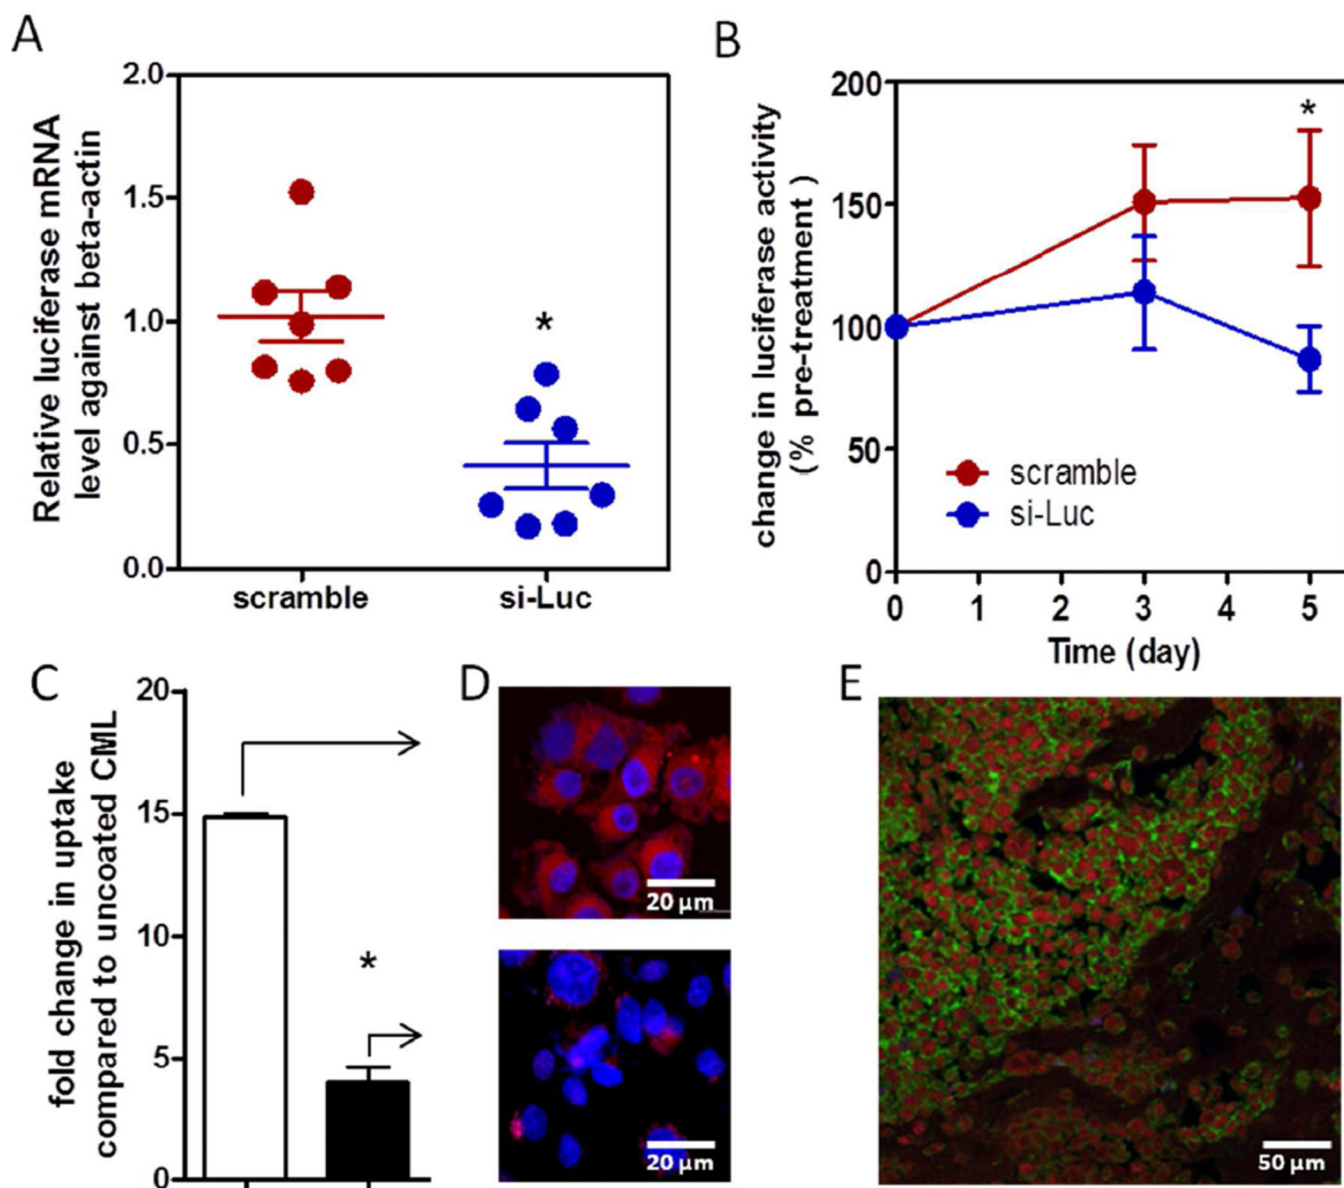 A
Relative luciferase mRNA
level against beta-actin
2.0
1.5
1.0
0.5
0.0
*
scramble
si-Luc
B
change in luciferase activity
(% pre-treatment )
200
150
100
50
0
*
scramble
si-Luc
0 1 2 3 4 5
Time (day)
C
fold change in uptake
compared to uncoated CML
20
15
10
5
0
*
D
20 µm
20 µm
E
50 µm